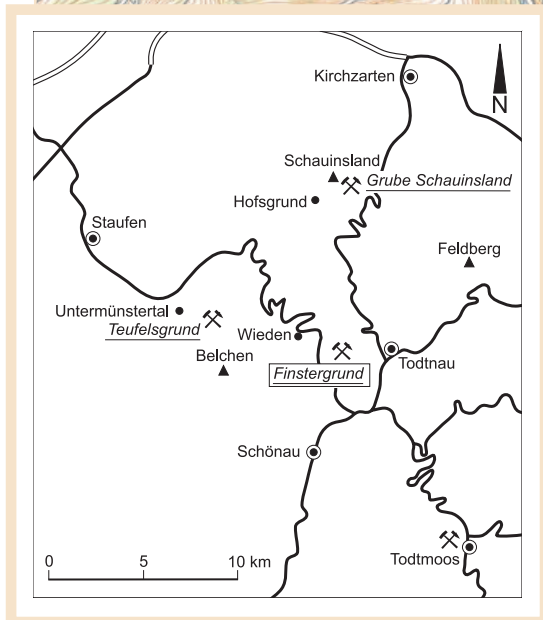 Kirchzarten
N
Schauinsland
Grube Schauinsland
Hofsgrund
Staufen
Feldberg
Untermünstertal
Teufelsgrund
Wieden
Belchen
Todtnau
Finstergrund
Schönau
0 5 10 km
Todtmoos